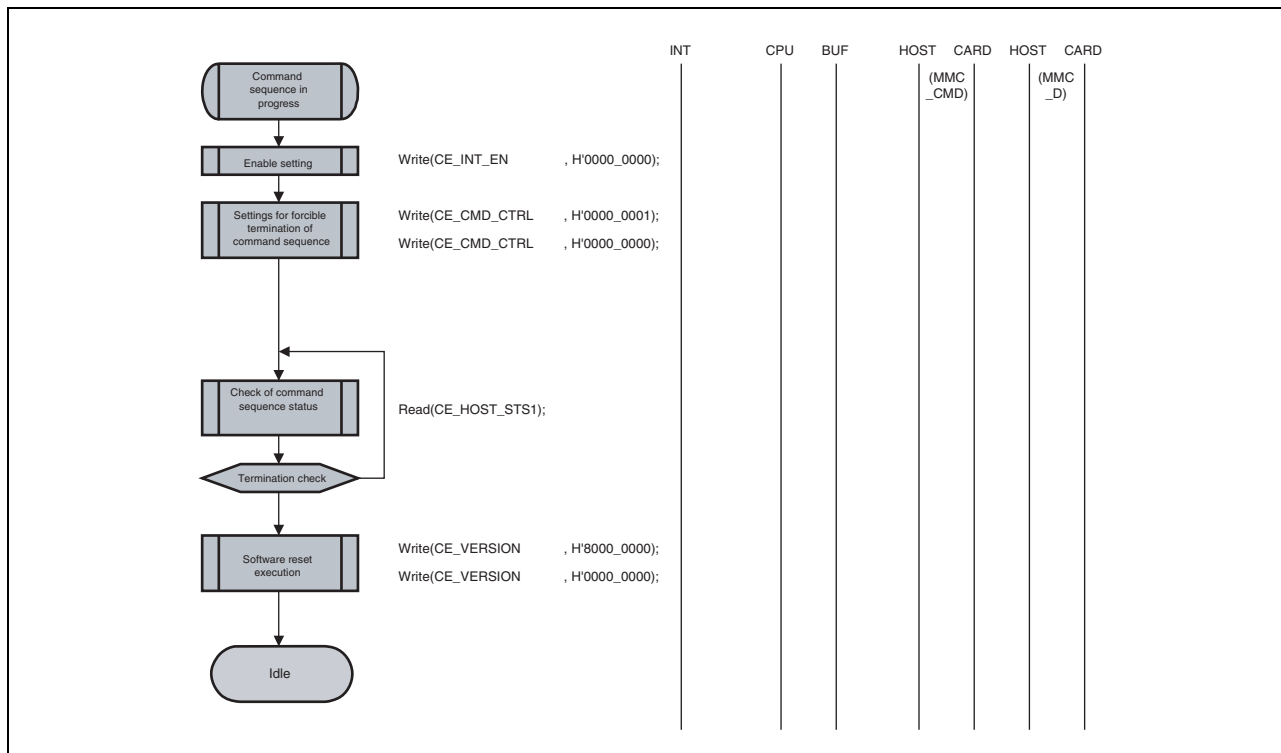 INT CPU BUF HOST CARD HOST CARD
(MMC
_CMD)
(MMC
_D)
Command
sequence in
progress
Enable setting
Write(CE_INT_EN , H'0000_0000);
Settings for forcible
termination of
command sequence
Write(CE_CMD_CTRL , H'0000_0001);
Write(CE_CMD_CTRL , H'0000_0000);
Check of command
sequence status
Read(CE_HOST_STS1);
Termination check
Software reset
execution
Write(CE_VERSION , H'8000_0000);
Write(CE_VERSION , H'0000_0000);
Idle